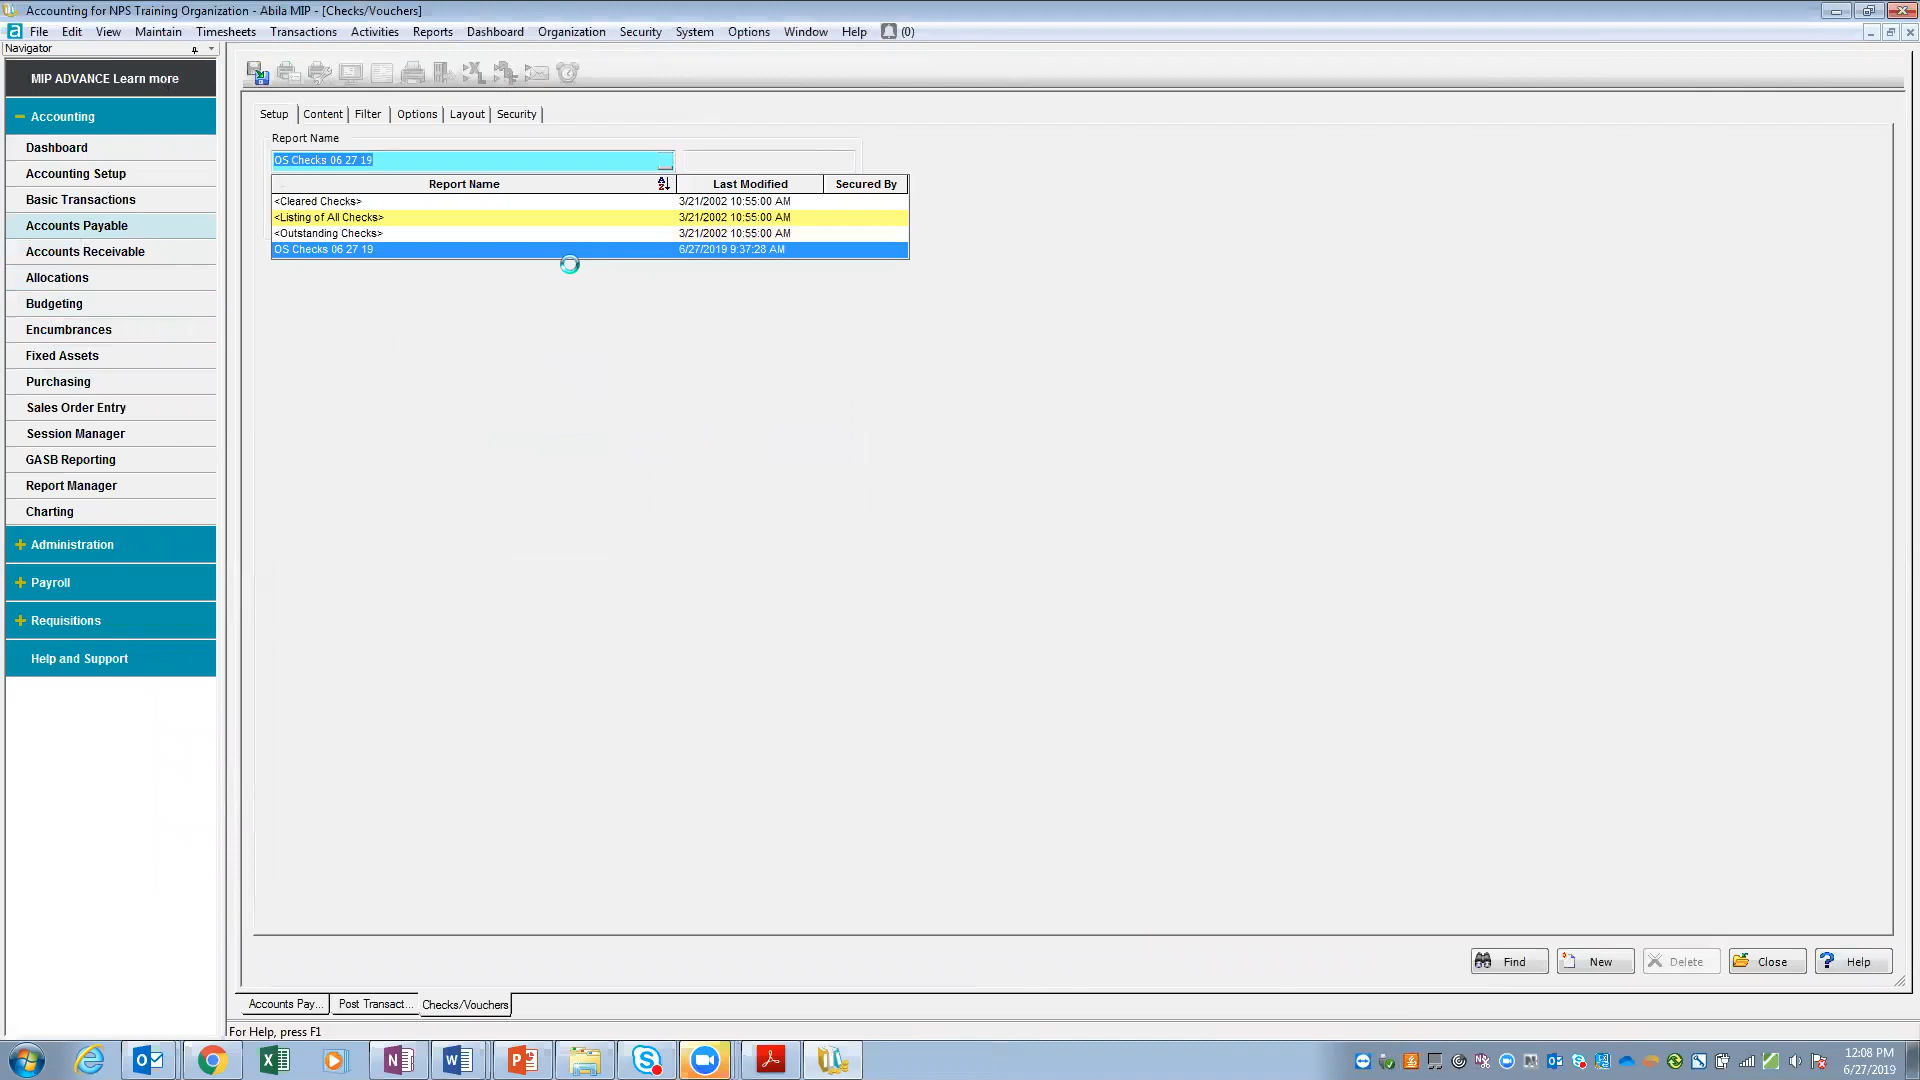 Accounting for NPS Training Organization - Abila MIP - [Checks/Vouchers]
File Edit View Maintain Timesheets Transactions Activities Reports Dashboard Organization Security System Options Window Help (0)
Navigator
MIP ADVANCE Learn more
Accounting
Dashboard
Accounting Setup
Basic Transactions
Accounts Payable
Accounts Receivable
Allocations
Budgeting
Encumbrances
Fixed Assets
Purchasing
Sales Order Entry
Session Manager
GASB Reporting
Report Manager
Charting
Administration
Payroll
Requisitions
Help and Support
Setup Content Filter Options Layout Security
Report Name
OS Checks 06 27 19
Report Name Last Modified Secured By
<Cleared Checks> 3/21/2002 10:55:00 AM
<Listing of All Checks> 3/21/2002 10:55:00 AM
<Outstanding Checks> 3/21/2002 10:55:00 AM
OS Checks 06 27 19 6/27/2019 9:37:28 AM
Find New Delete Close Help
Accounts Pay... Post Transact... Checks/Vouchers
For Help, press F1
12:08 PM
6/27/2019